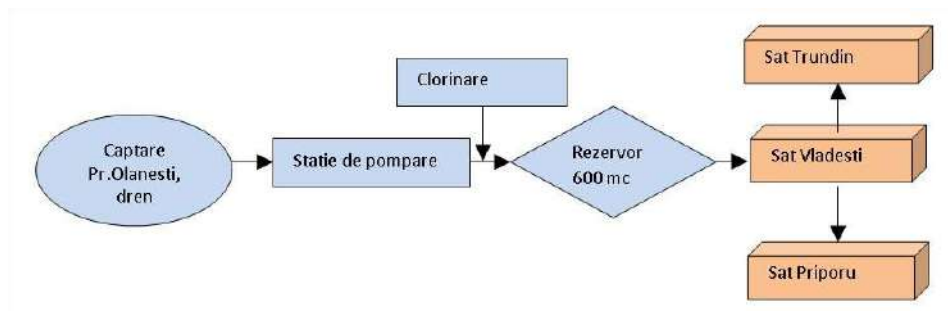 Captare
Pr.Olanesti,
dren
Statie de pompare
Clorinare
Rezervor
600 mc
Sat Trundin
Sat Vladesti
Sat Priporu